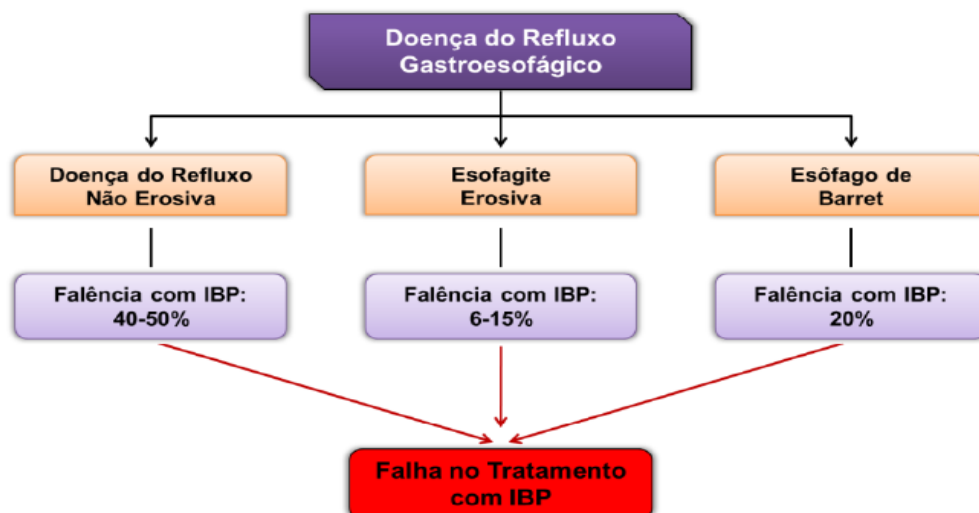 Doença do Refluxo
Gastroesofágico
Doença do Refluxo
Não Erosiva
Esofagite
Erosiva
Esôfago de
Barret
Falência com IBP:
40-50%
Falência com IBP:
6-15%
Falência com IBP:
20%
Falha no Tratamento
com IBP